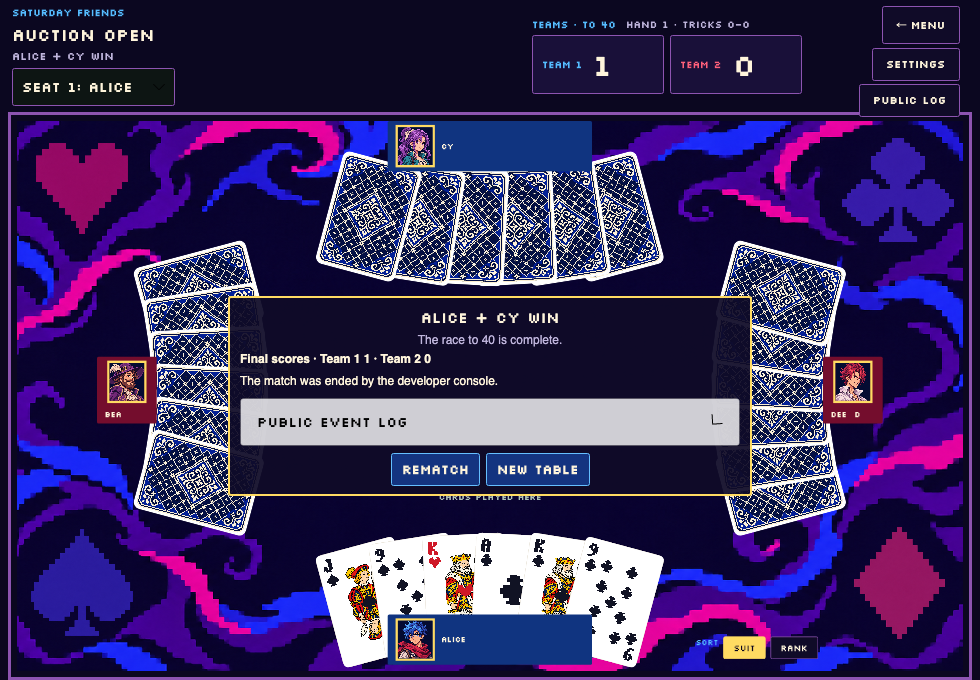 SATURDAY FRIENDS
AUCTION OPEN
ALICE + CY WIN
SEAT 1: ALICE
TEAMS · TO 40 HAND 1 · TRICKS 0–0
TEAM 1 1
TEAM 2 0
← MENU
SETTINGS
PUBLIC LOG
CY
BEA
DEE D
ALICE + CY WIN
The race to 40 is complete.
Final scores · Team 1 1 · Team 2 0
The match was ended by the developer console.
PUBLIC EVENT LOG
REMATCH
NEW TABLE
CARDS PLAYED HERE
J
9
K
A
K
9
9
ALICE
SORT
SUIT
RANK